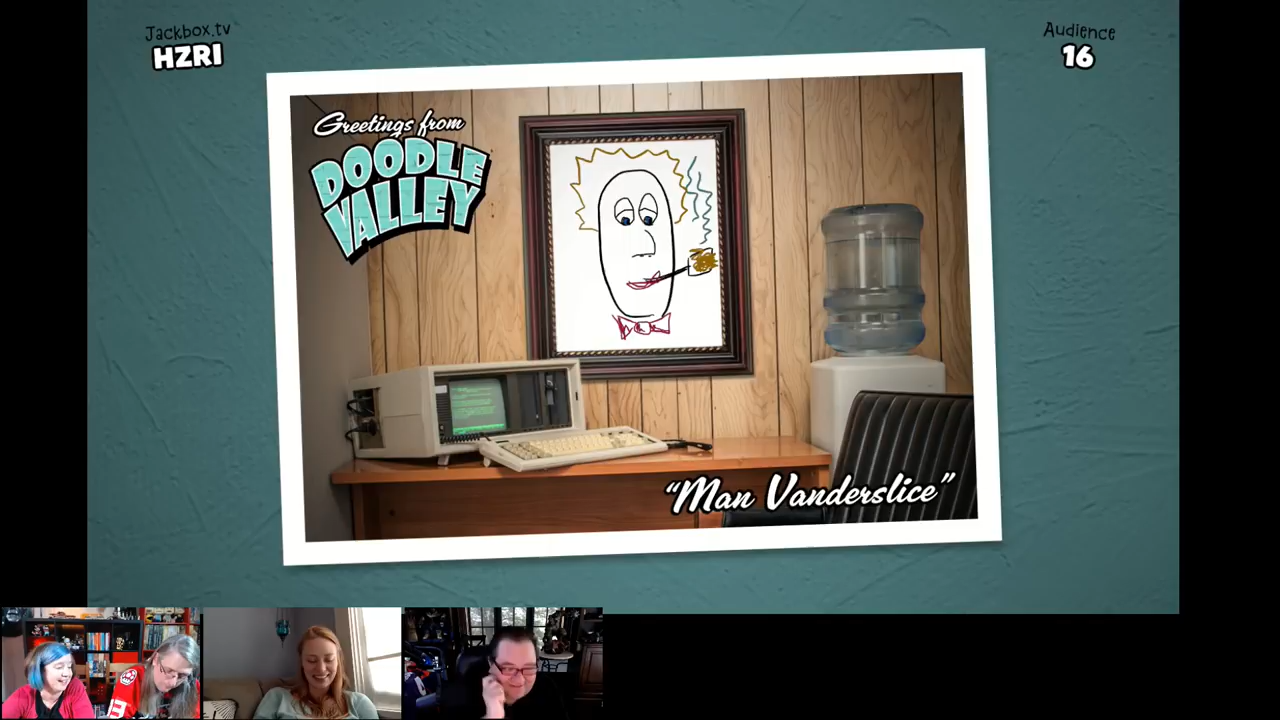 Jackbox.tv
HZRI
Audience
16
Greetings from
DOODLE
VALLEY
"Man Vanderslice"